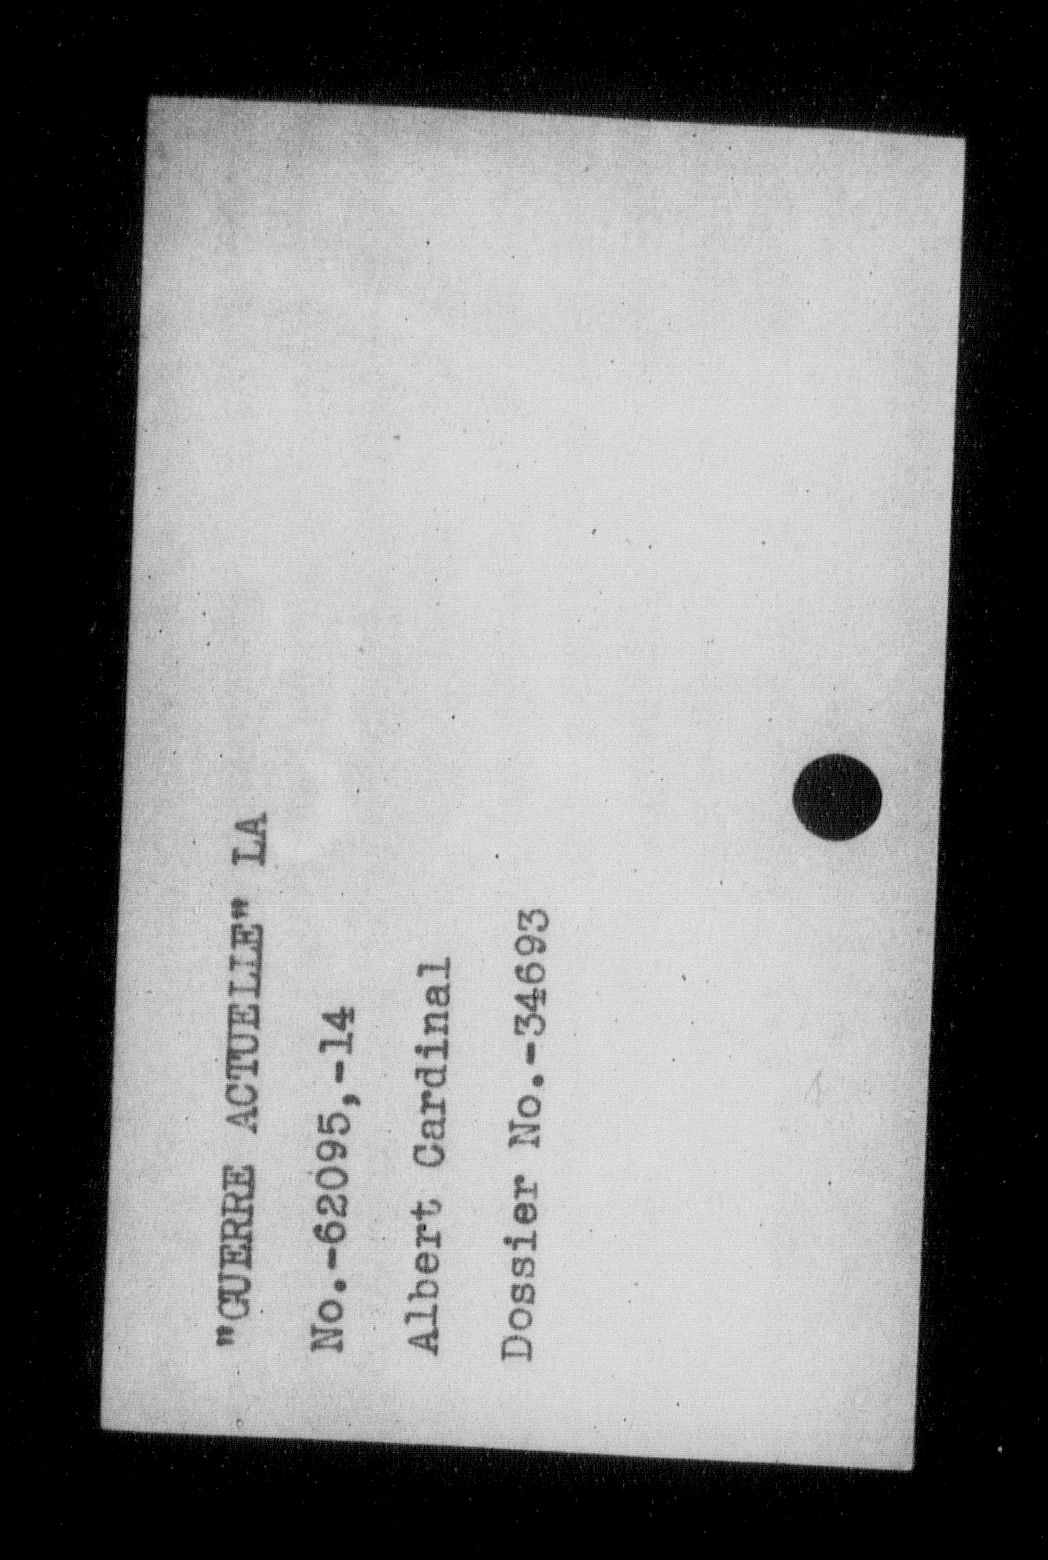 "GUERRE ACTUELLE" LA
No.-62095,-14
Albert Cardinal
Dossier No.-34693